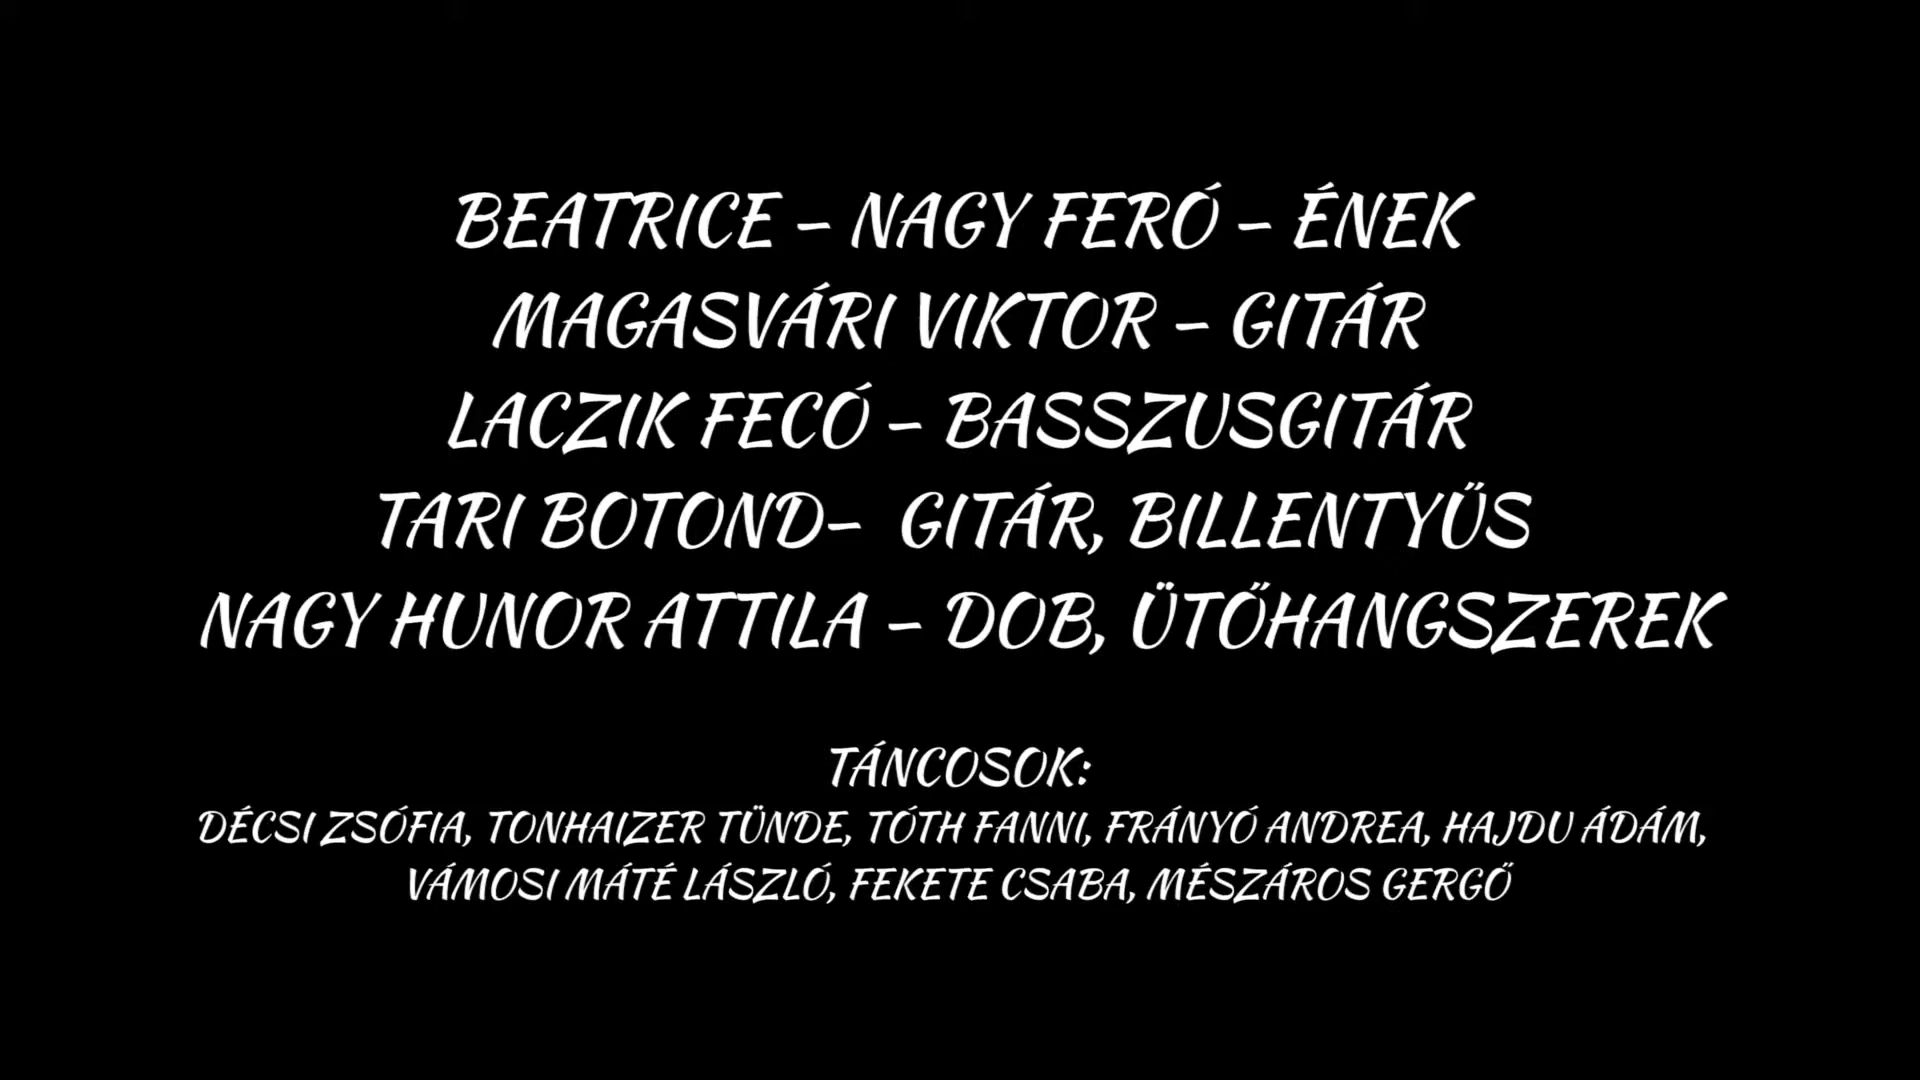 BEATRICE – NAGY FERÓ – ÉNEK
MAGASVÁRI VIKTOR – GITÁR
LACZIK FECÓ – BASSZUSGITÁR
TARI BOTOND–  GITÁR, BILLENTYŰS
NAGY HUNOR ATTILA – DOB, ÜTŐHANGSZEREK
TÁNCOSOK:
DÉCSI ZSÓFIA, TONHAIZER TÜNDE, TÓTH FANNI, FRÁNYÓ ANDREA, HAJDU ÁDÁM,
VÁMOSI MÁTÉ LÁSZLÓ, FEKETE CSABA, MÉSZÁROS GERGŐ